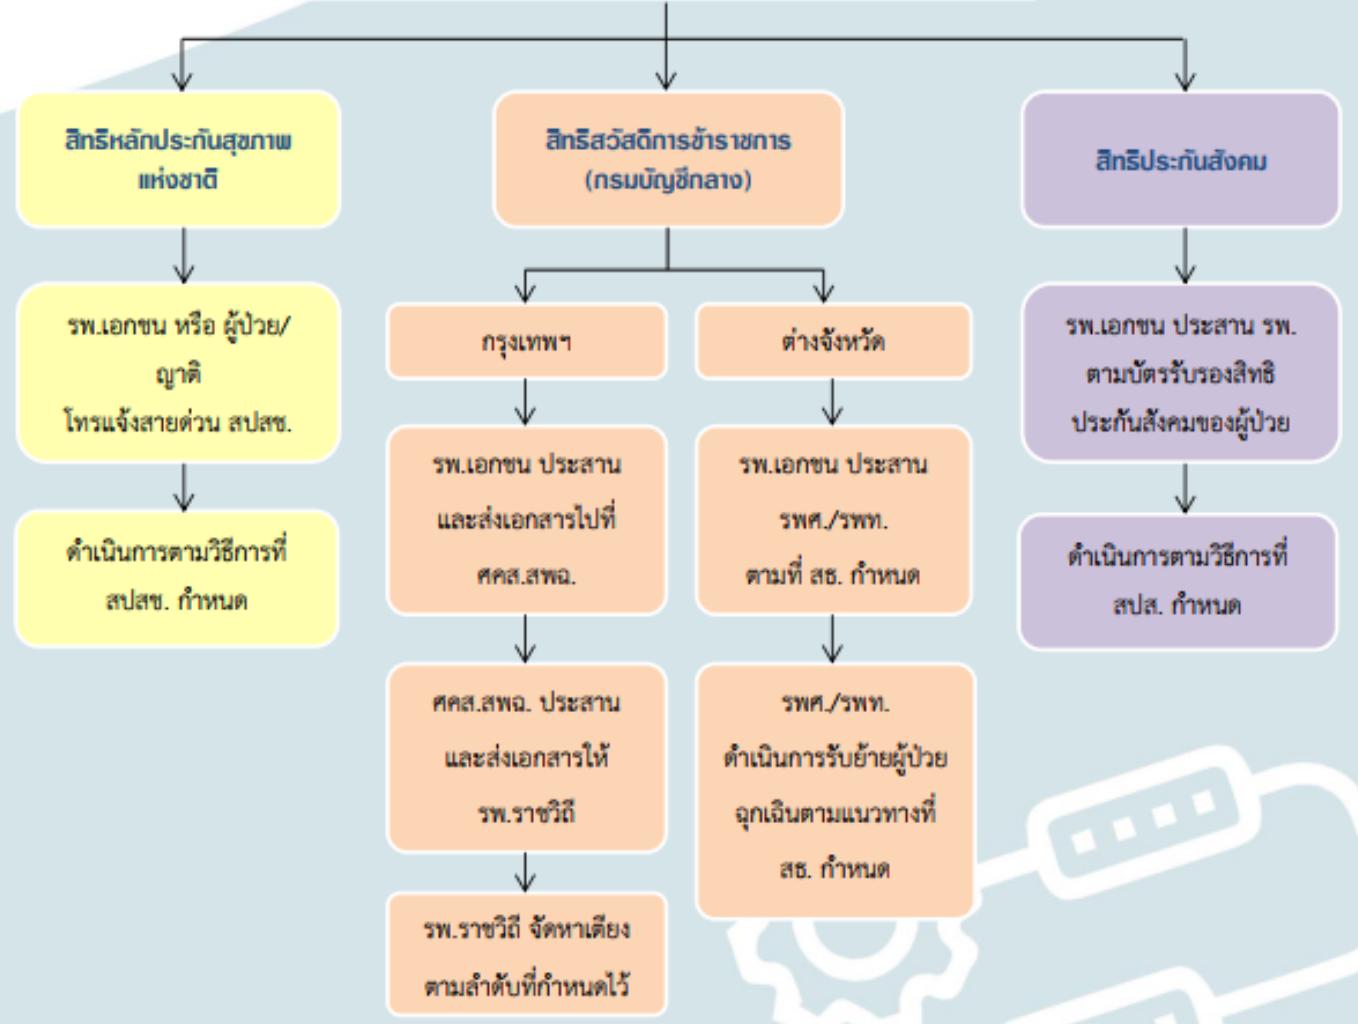 สิทธิหลักประกันสุขภาพ
แห่งชาติ
รพ.เอกชน หรือ ผู้ป่วย/
ญาติ
โทรแจ้งสายด่วน สปสช.
ดำเนินการตามวิธีการที่
สปสช. กำหนด
สิทธิสวัสดิการข้าราชการ
(กรมบัญชีกลาง)
กรุงเทพฯ
รพ.เอกชน ประสาน
และส่งเอกสารไปที่
ศคส.สพฉ.
ศคส.สพฉ. ประสาน
และส่งเอกสารให้
รพ.ราชวิถี
รพ.ราชวิถี จัดหาเตียง
ตามลำดับที่กำหนดไว้
ต่างจังหวัด
รพ.เอกชน ประสาน
รพศ./รพท.
ตามที่ สธ. กำหนด
รพศ./รพท.
ดำเนินการรับย้ายผู้ป่วย
ฉุกเฉินตามแนวทางที่
สธ. กำหนด
สิทธิประกันสังคม
รพ.เอกชน ประสาน รพ.
ตามบัตรรับรองสิทธิ
ประกันสังคมของผู้ป่วย
ดำเนินการตามวิธีการที่
สปส. กำหนด